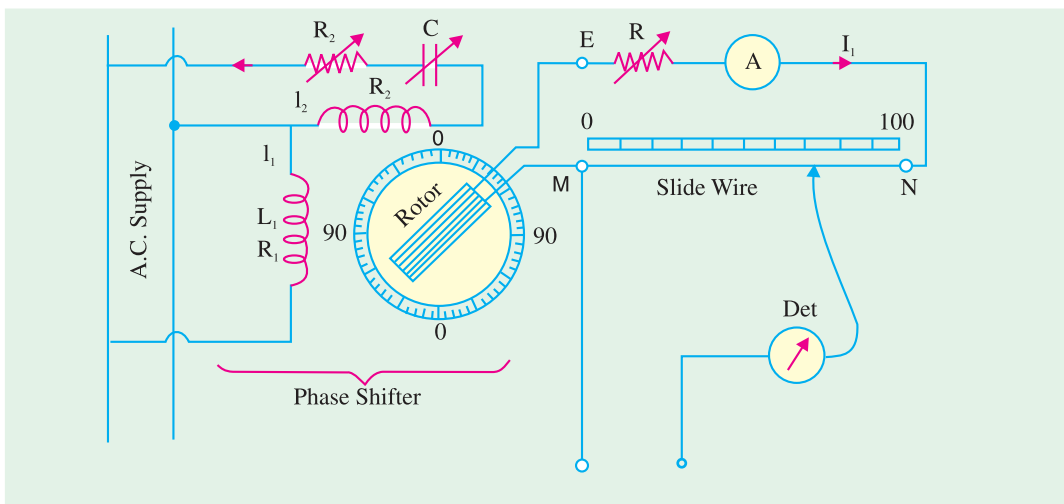 R₂
C
E
R
A
I₁
l₂
R₂
0
100
0
l₁
M
Slide Wire
N
A.C. Supply
L₁
R₁
Rotor
90
90
0
Det
Phase Shifter